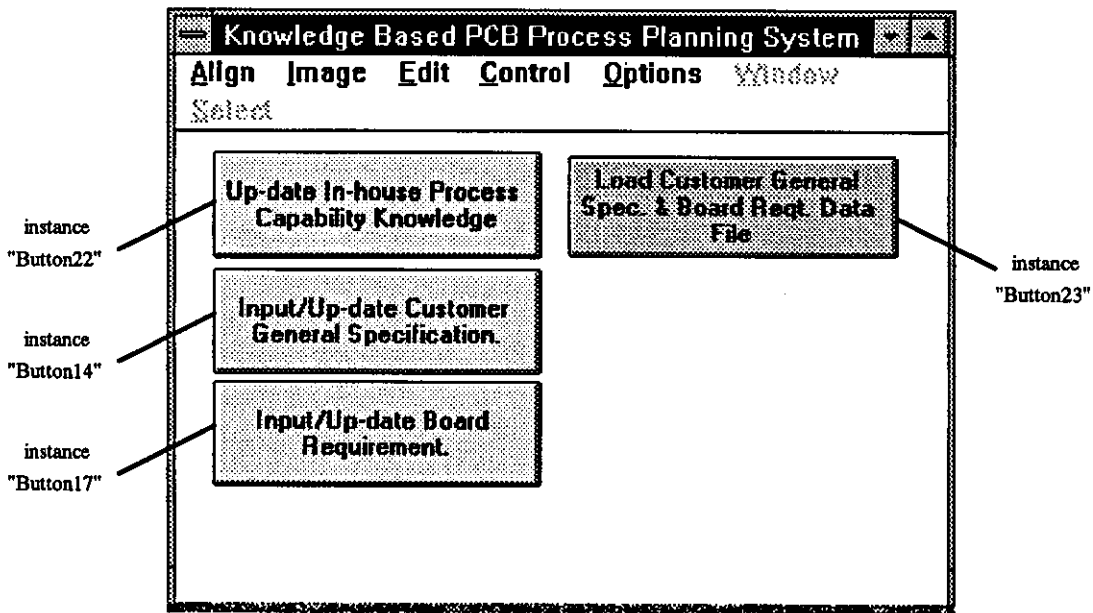 Knowledge Based PCB Process Planning System
Align Image Edit Control Options Window
Select
Up-date In-house Process
Capability Knowledge
Load Customer General
Spec. & Board Reqt. Data
File
instance
"Button22"
instance
"Button23"
Input/Up-date Customer
General Specification.
instance
"Button14"
Input/Up-date Board
Requirement.
instance
"Button17"